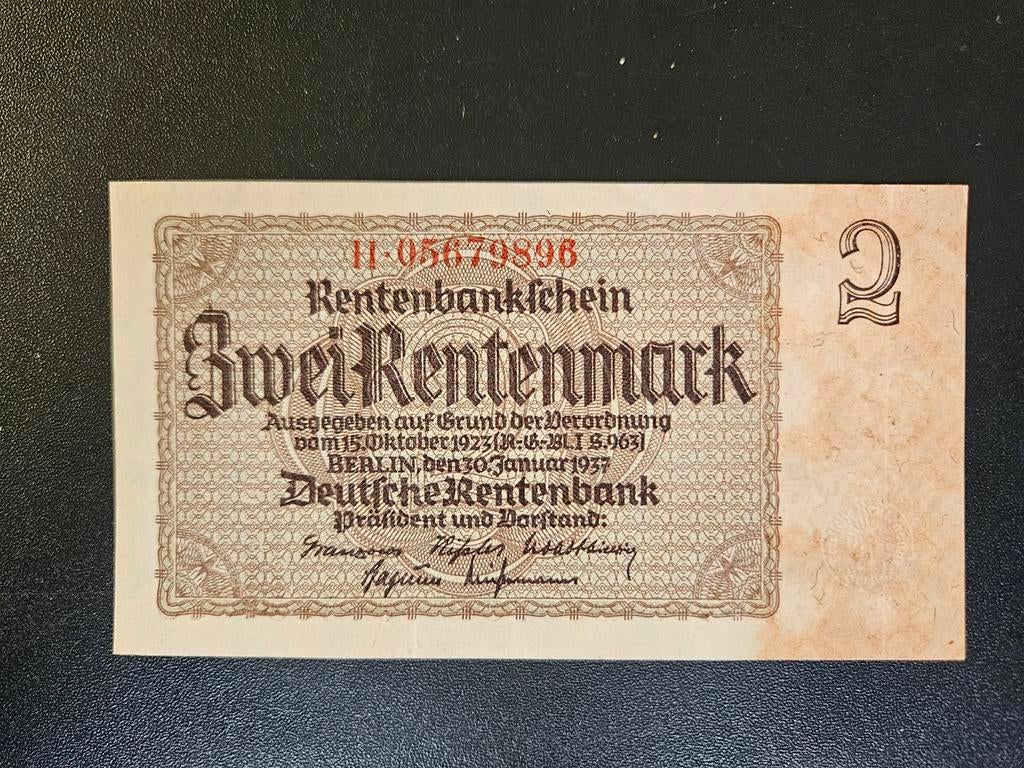 H·05679896
2
Rentenbankschein
Zwei Rentenmark
Ausgegeben auf Grund der Verordnung
vom 15. Oktober 1923 (R.-G.-Bl. I S. 963)
BERLIN, den 30. Januar 1937
Deutsche Rentenbank
Präsident und Vorstand: